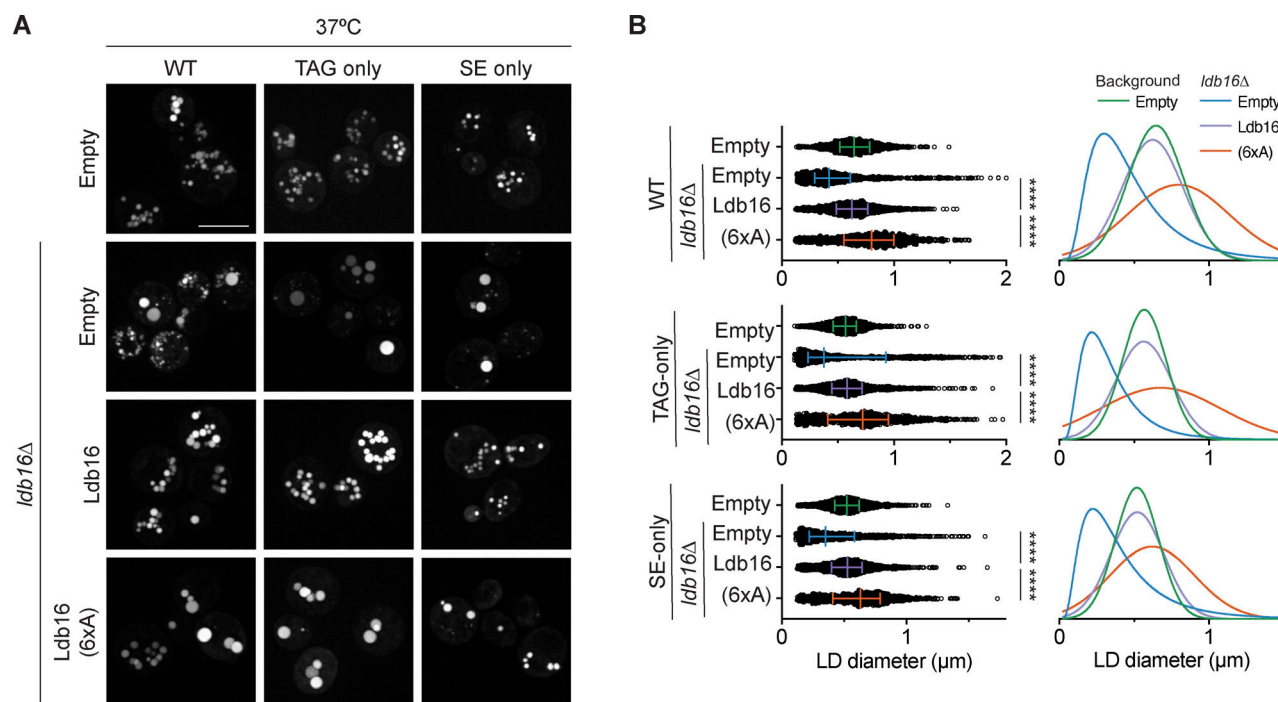 A
37ºC
WT TAG only SE only
Empty
ldb16Δ
Empty
Ldb16
Ldb16
(6xA)
B
Background ldb16Δ
Empty Empty
Ldb16
(6xA)
WT
ldb16Δ
Empty
Empty
Ldb16
(6xA)
****
****
0 1 2
0 1
TAG-only
ldb16Δ
Empty
Empty
Ldb16
(6xA)
****
****
0 1 2
0 1
SE-only
ldb16Δ
Empty
Empty
Ldb16
(6xA)
****
****
0 1
0 1
LD diameter (µm) LD diameter (µm)